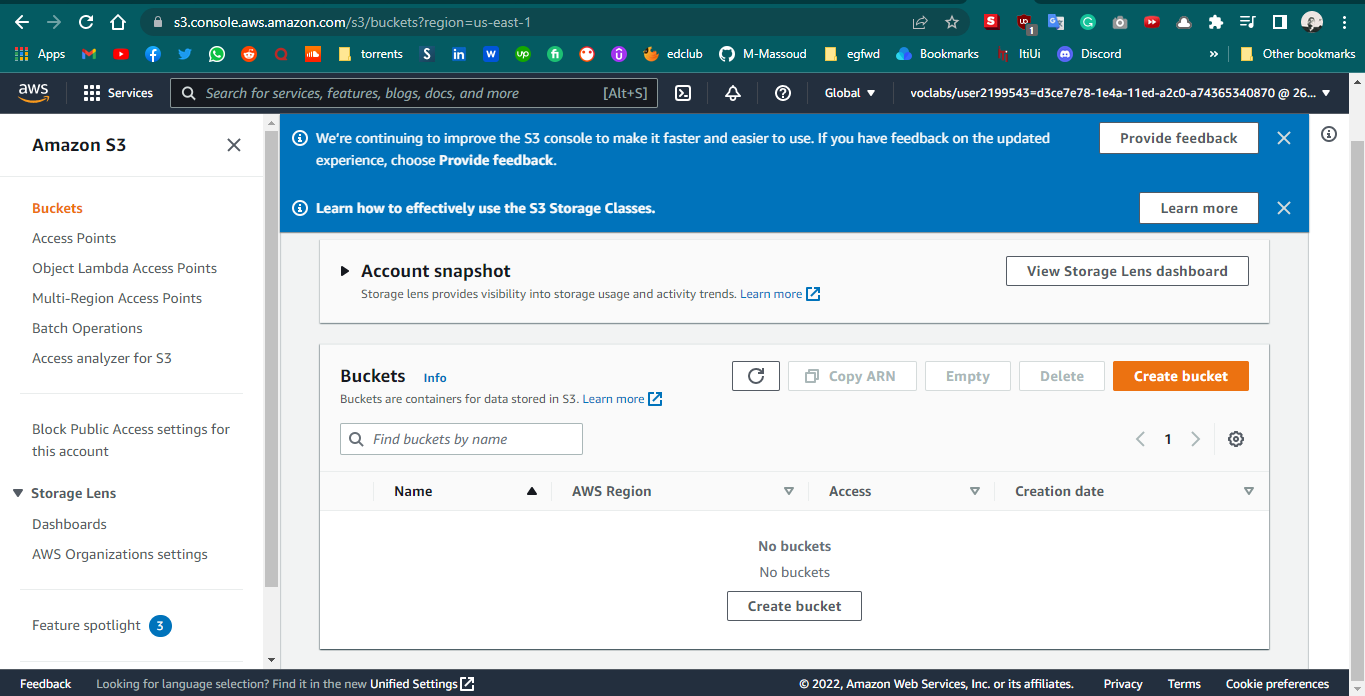 s3.console.aws.amazon.com/s3/buckets?region=us-east-1
Apps
torrents
edclub
M-Massoud
egfwd
Bookmarks
ItiUi
Discord
»
Other bookmarks
aws
Services
Search for services, features, blogs, docs, and more
[Alt+S]
Global
voclabs/user2199543=d3ce7e78-1e4a-11ed-a2c0-a74365340870 @ 26...
Amazon S3
Buckets
Access Points
Object Lambda Access Points
Multi-Region Access Points
Batch Operations
Access analyzer for S3
Block Public Access settings for
this account
Storage Lens
Dashboards
AWS Organizations settings
Feature spotlight 3
We're continuing to improve the S3 console to make it faster and easier to use. If you have feedback on the updated
experience, choose Provide feedback.
Provide feedback
Learn how to effectively use the S3 Storage Classes.
Learn more
Account snapshot
Storage lens provides visibility into storage usage and activity trends. Learn more
View Storage Lens dashboard
Buckets Info
Buckets are containers for data stored in S3. Learn more
Copy ARN
Empty
Delete
Create bucket
Find buckets by name
1
Name
AWS Region
Access
Creation date
No buckets
No buckets
Create bucket
Feedback
Looking for language selection? Find it in the new Unified Settings
© 2022, Amazon Web Services, Inc. or its affiliates.
Privacy
Terms
Cookie preferences